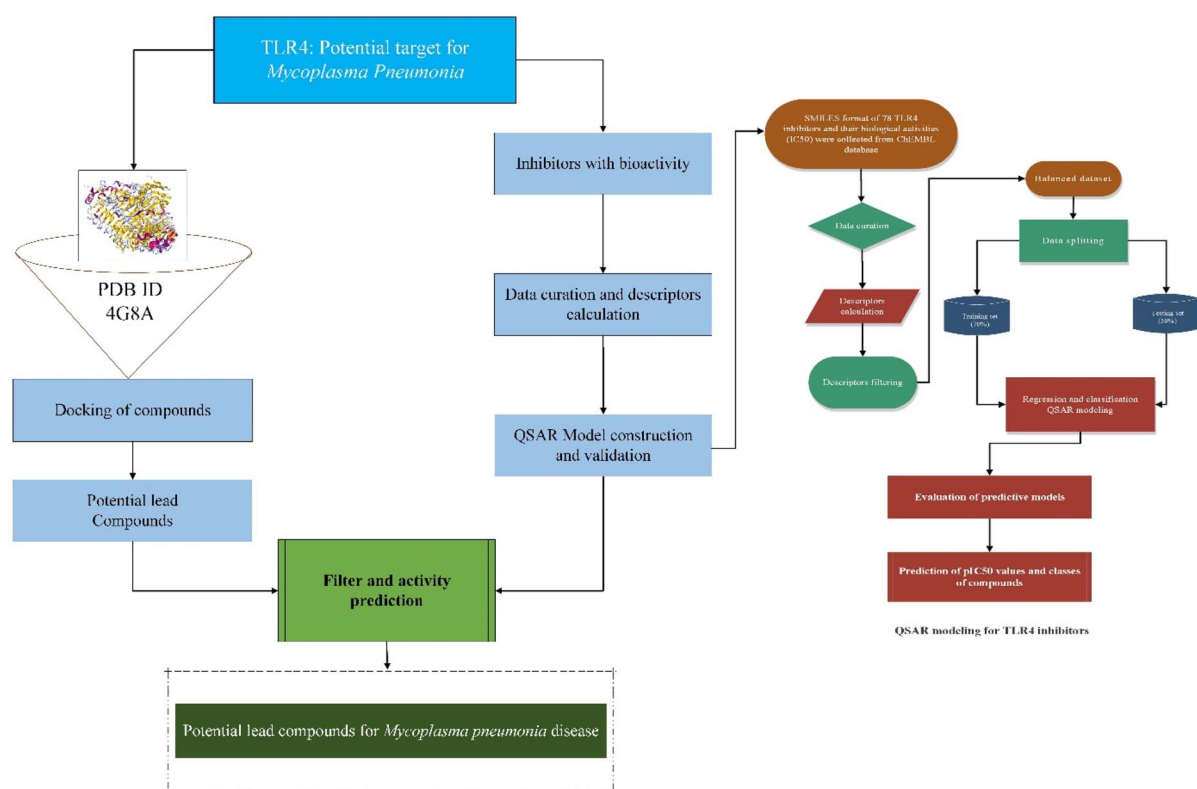 TLR4: Potential target for
Mycoplasma Pneumonia
PDB ID
4G8A
Docking of compounds
Potential lead
Compounds
Inhibitors with bioactivity
Data curation and descriptors
calculation
QSAR Model construction
and validation
Filter and activity
prediction
Potential lead compounds for Mycoplasma pneumonia disease
SMILES format of 78 TLR4
inhibitors and their biological activities
(IC50) were collected from ChEMBL
database
Data curation
Descriptors
calculation
Descriptors filtering
Balanced dataset
Data splitting
Training set
(70%)
Testing set
(30%)
Regression and classification
QSAR modeling
Evaluation of predictive models
Prediction of pIC50 values and classes
of compounds
QSAR modeling for TLR4 inhibitors